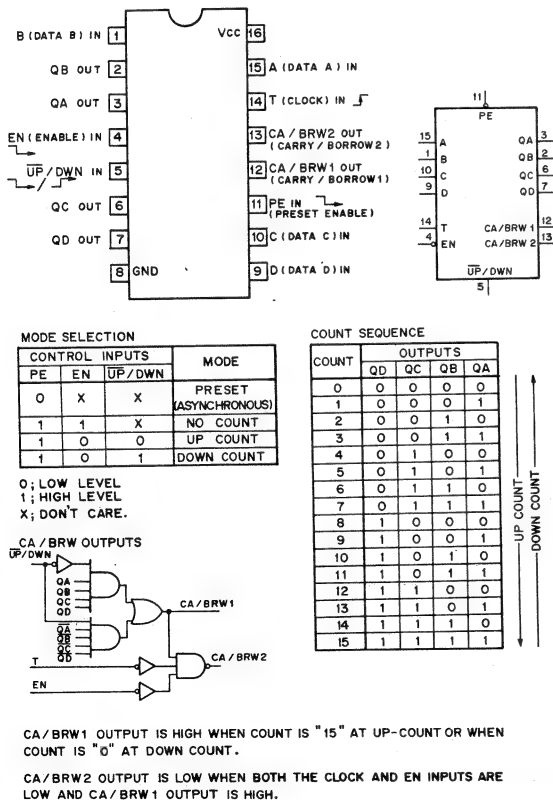 B (DATA B) IN 1
QB OUT 2
QA OUT 3
EN (ENABLE) IN 4
UP/DWN IN 5
QC OUT 6
QD OUT 7
8 GND
Vcc 16
15 A (DATA A) IN
14 T (CLOCK) IN
13 CA/BRW2 OUT
(CARRY/BORROW2)
12 CA/BRW1 OUT
(CARRY/BORROW1)
11 PE IN
(PRESET ENABLE)
10 C (DATA C) IN
9 D (DATA D) IN
11
PE
15 A QA 3
1 B QB 2
10 C QC 6
9 D QD 7
14 T CA/BRW 1 12
4 EN CA/BRW 2 13
UP/DWN
5
MODE SELECTION
CONTROL INPUTS MODE
PE EN UP/DWN
0 X X PRESET
(ASYNCHRONOUS)
1 1 X NO COUNT
1 0 0 UP COUNT
1 0 1 DOWN COUNT
0; LOW LEVEL
1; HIGH LEVEL
X; DON'T CARE.
COUNT SEQUENCE
COUNT OUTPUTS
QD QC QB QA
0 0 0 0 0
1 0 0 0 1
2 0 0 1 0
3 0 0 1 1
4 0 1 0 0
5 0 1 0 1
6 0 1 1 0
7 0 1 1 1
8 1 0 0 0
9 1 0 0 1
10 1 0 1 0
11 1 0 1 1
12 1 1 0 0
13 1 1 0 1
14 1 1 1 0
15 1 1 1 1
UP COUNT
DOWN COUNT
CA/BRW OUTPUTS
UP/DWN
QA
QB
QC
QD
QA
QB
QC
QD
CA/BRW1
T
CA/BRW2
EN
CA/BRW1 OUTPUT IS HIGH WHEN COUNT IS "15" AT UP-COUNT OR WHEN
COUNT IS "0" AT DOWN COUNT.
CA/BRW2 OUTPUT IS LOW WHEN BOTH THE CLOCK AND EN INPUTS ARE
LOW AND CA/BRW1 OUTPUT IS HIGH.